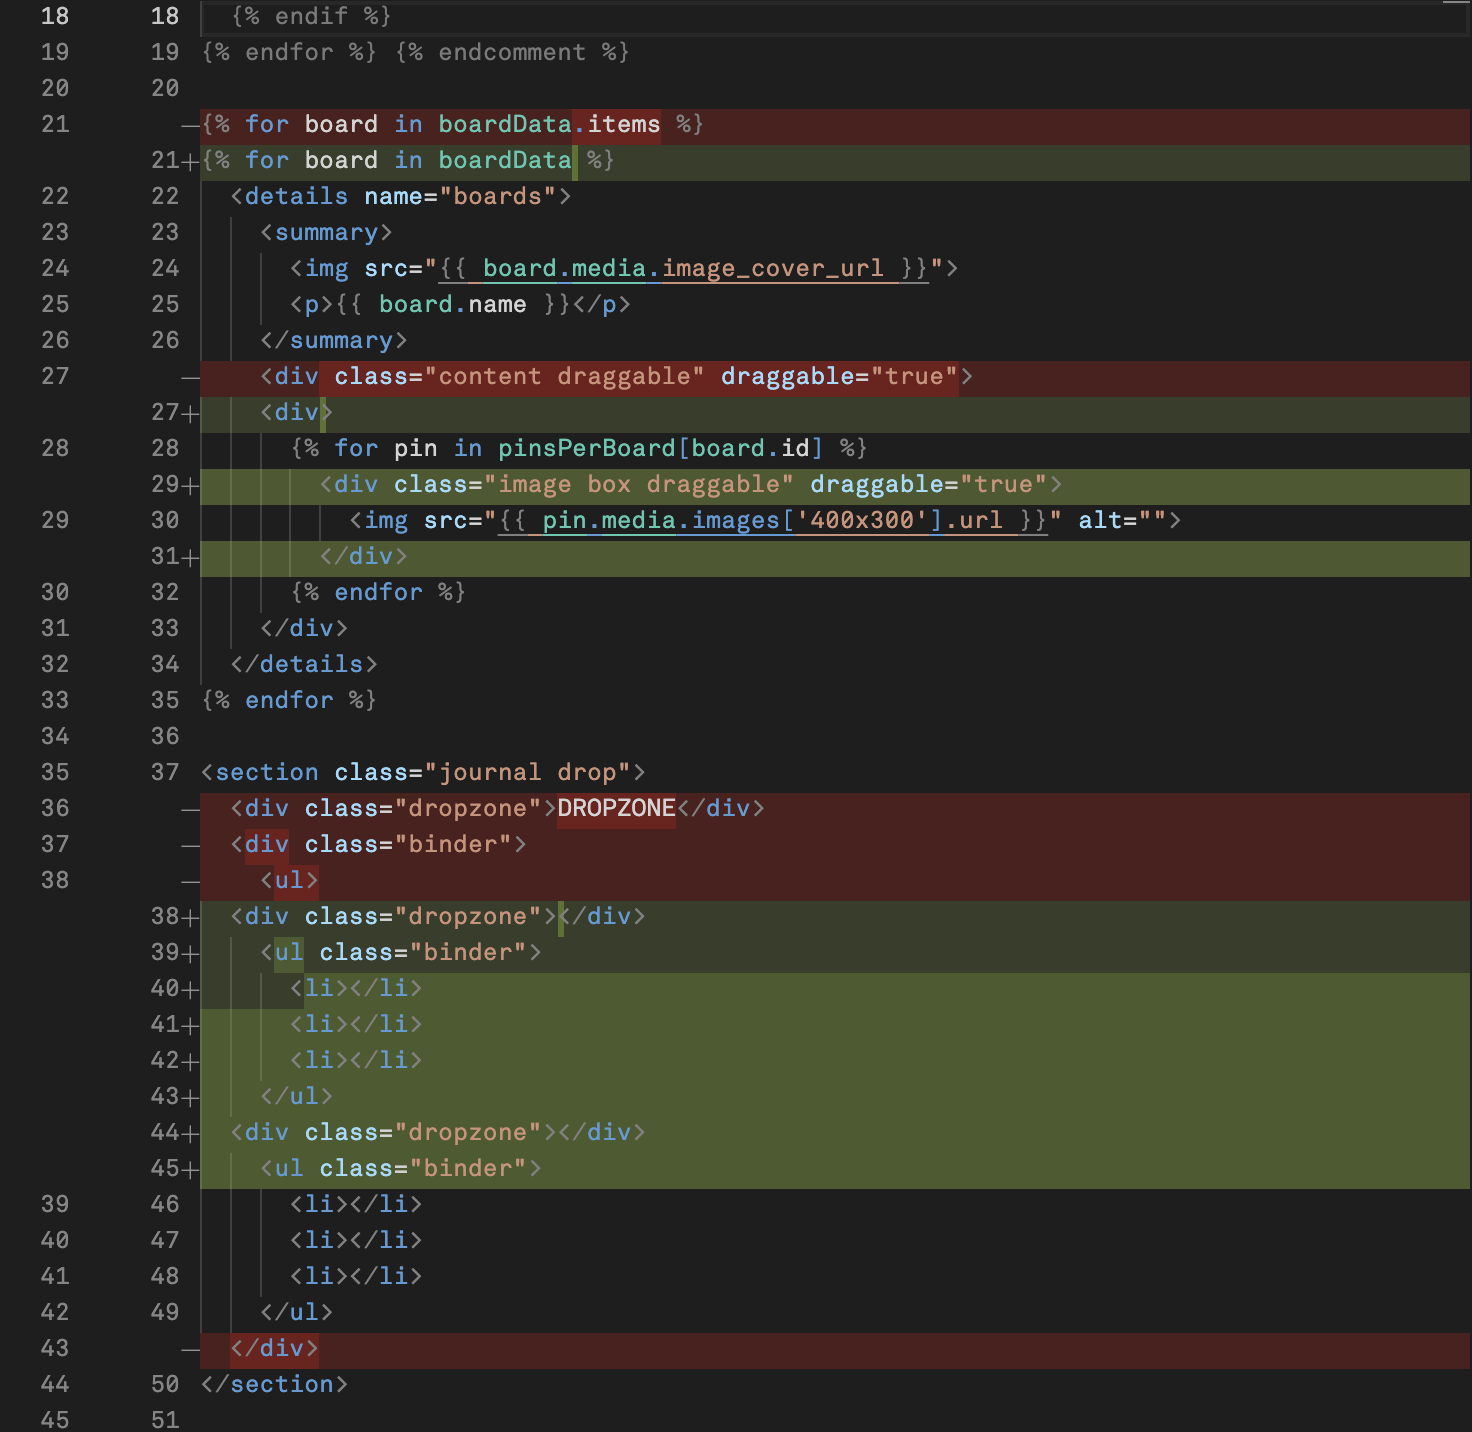 18 18 {% endif %}
19 19 {% endfor %} {% endcomment %}
20 20
21 —{% for board in boardData.items %}
21+{% for board in boardData %}
22 22 <details name="boards">
23 23 <summary>
24 24 <img src="{{ board.media.image_cover_url }}">
25 25 <p>{{ board.name }}</p>
26 26 </summary>
27 — <div class="content draggable" draggable="true">
27+ <div>
28 28 {% for pin in pinsPerBoard[board.id] %}
29+ <div class="image box draggable" draggable="true">
29 30 <img src="{{ pin.media.images['400x300'].url }}" alt="">
31+ </div>
30 32 {% endfor %}
31 33 </div>
32 34 </details>
33 35 {% endfor %}
34 36
35 37 <section class="journal drop">
36 — <div class="dropzone">DROPZONE</div>
37 — <div class="binder">
38 — <ul>
38+ <div class="dropzone"></div>
39+ <ul class="binder">
40+ <li></li>
41+ <li></li>
42+ <li></li>
43+ </ul>
44+ <div class="dropzone"></div>
45+ <ul class="binder">
39 46 <li></li>
40 47 <li></li>
41 48 <li></li>
42 49 </ul>
43 — </div>
44 50 </section>
45 51